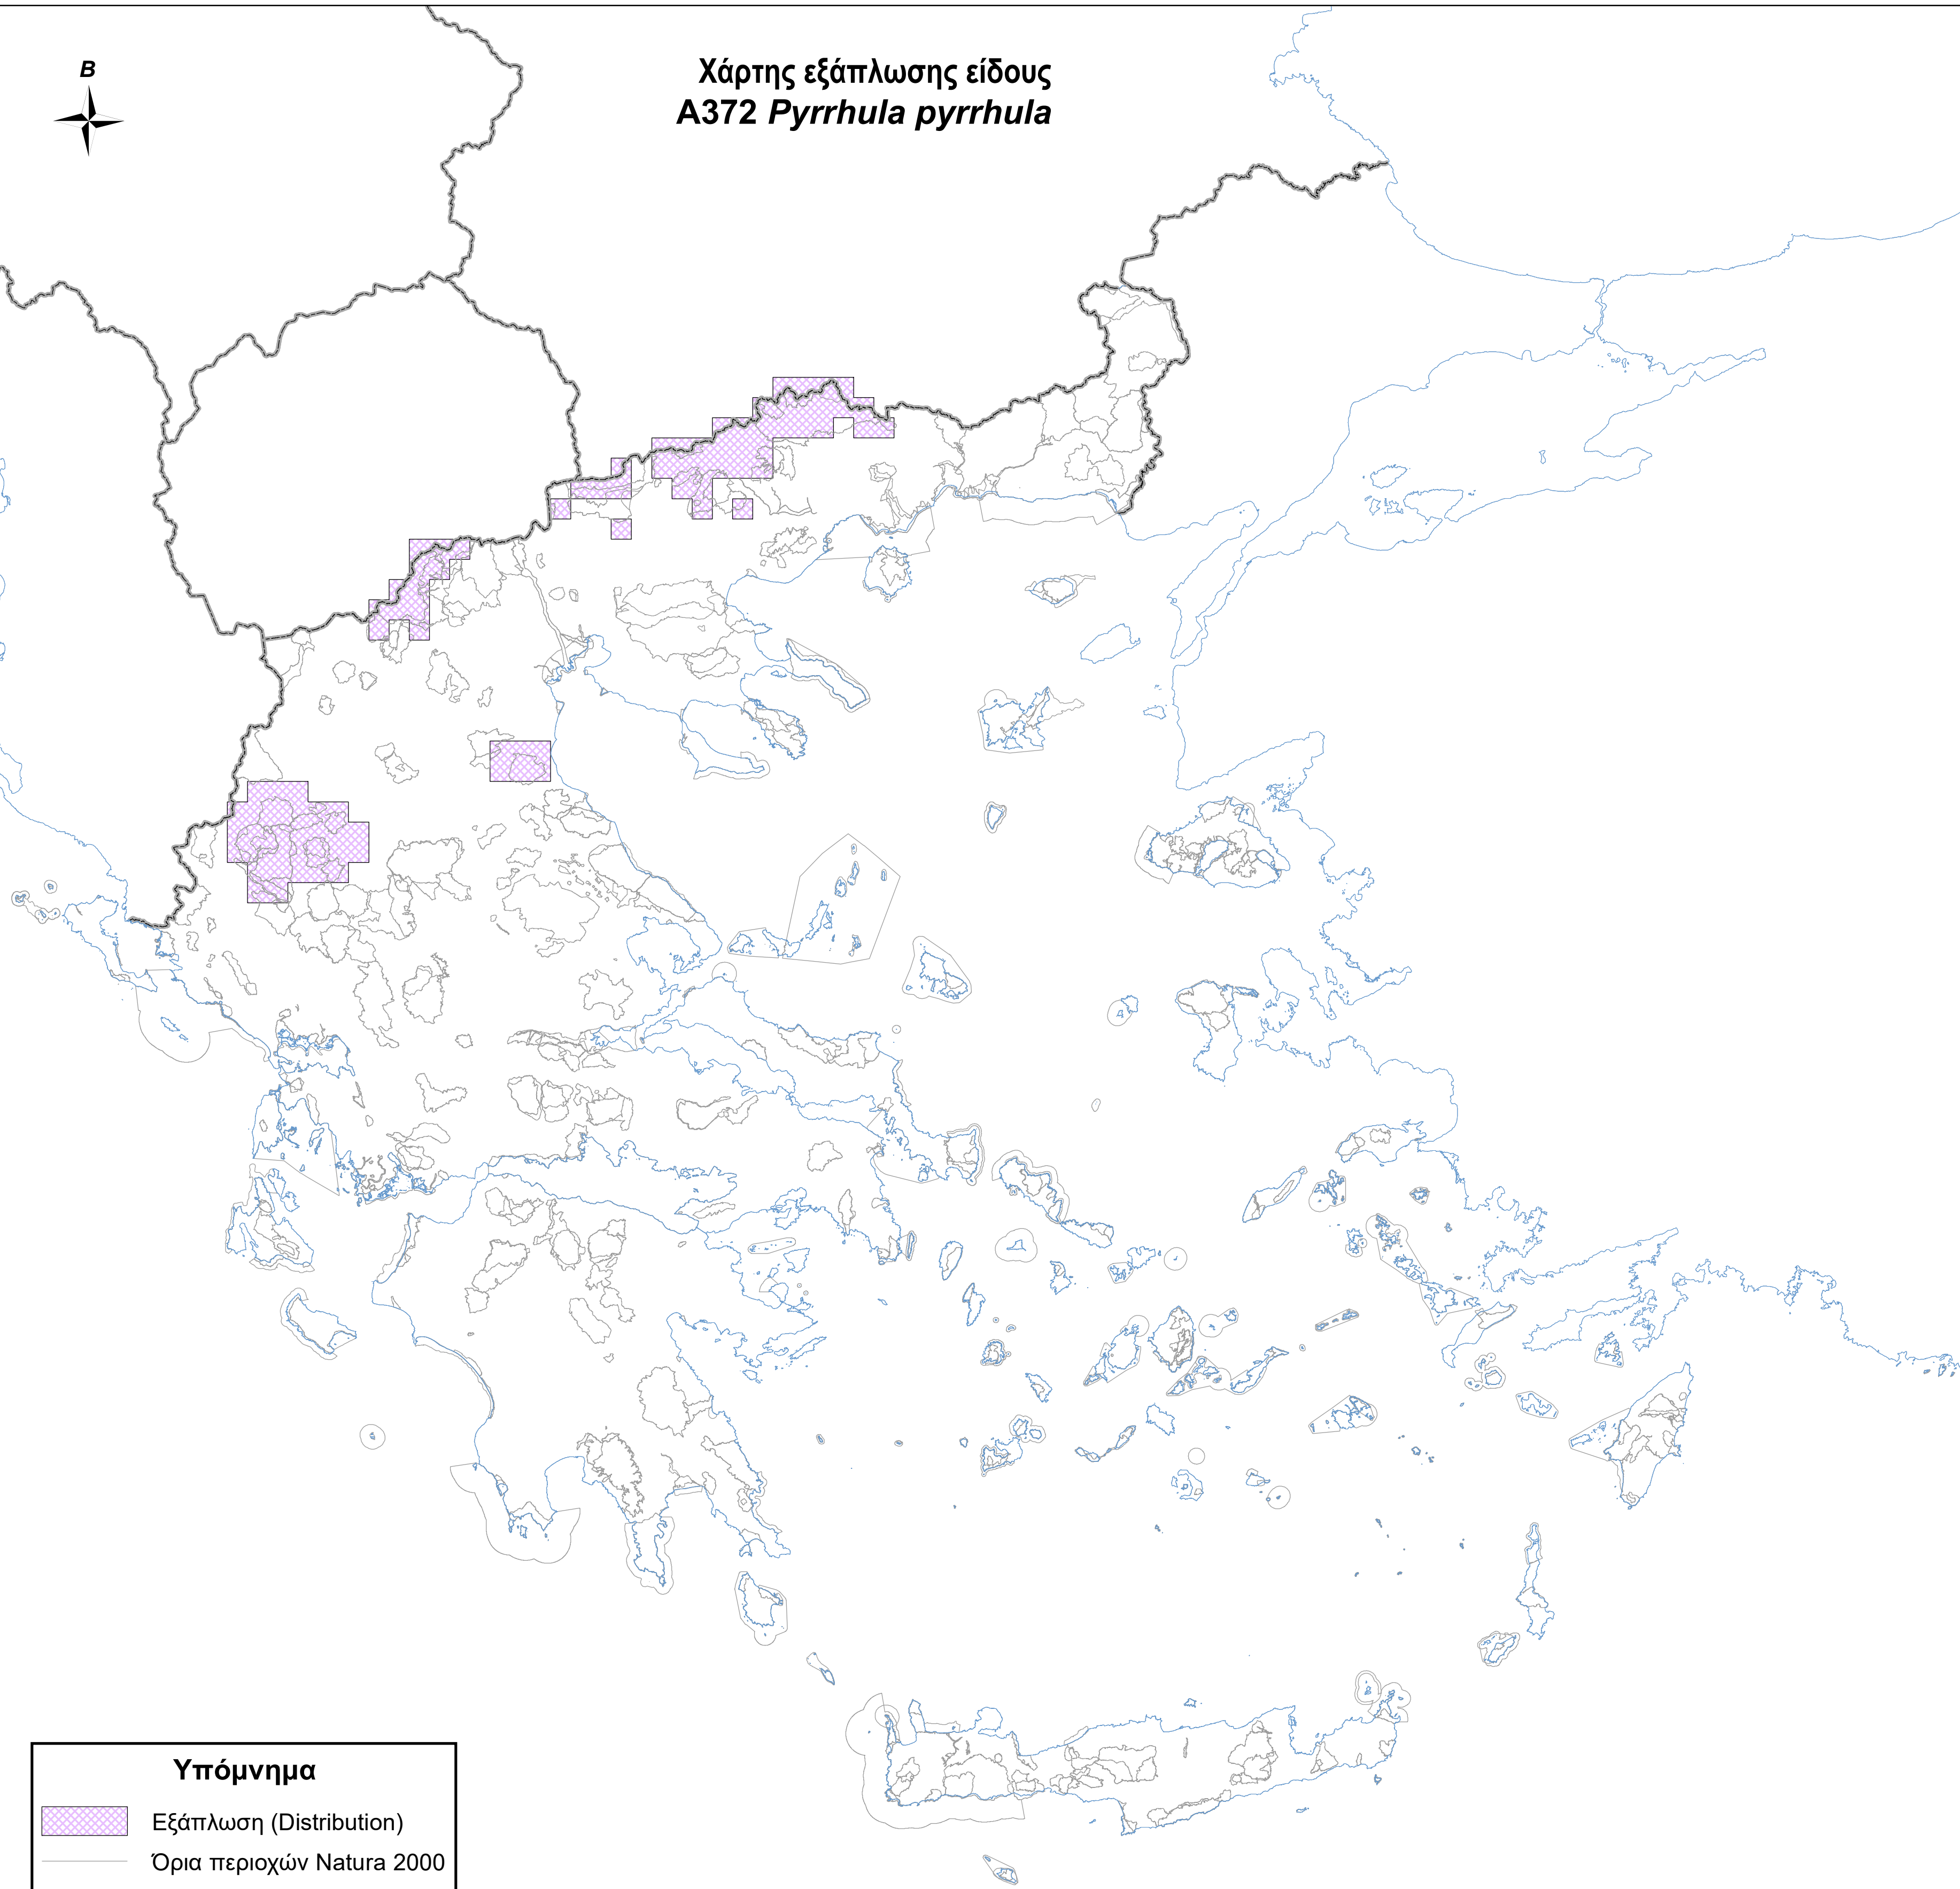 Β
Χάρτης εξάπλωσης είδους
A372 Pyrrhula pyrrhula
Υπόμνημα
Εξάπλωση (Distribution)
Όρια περιοχών Natura 2000